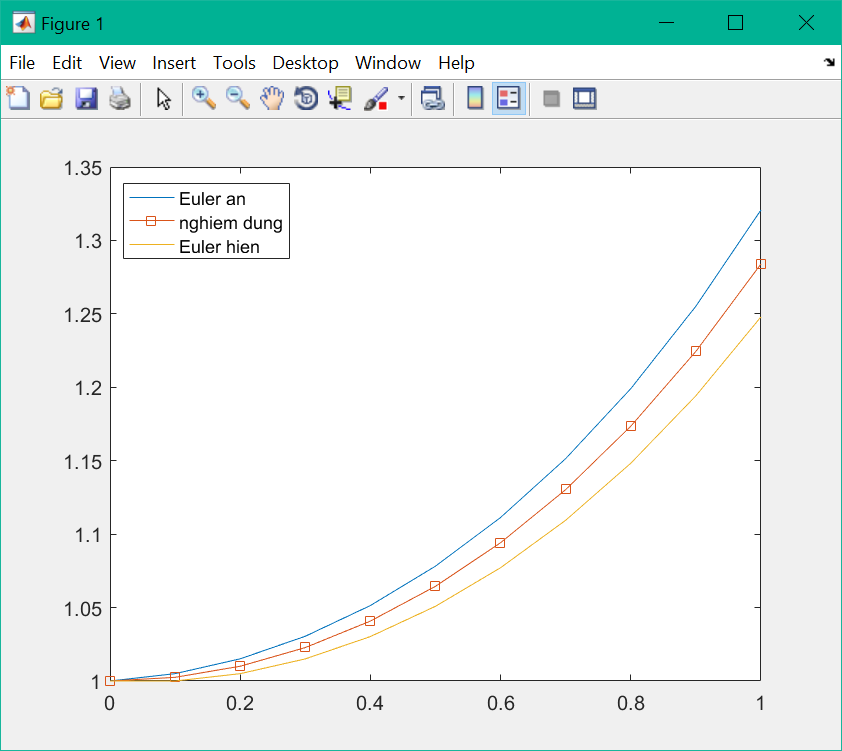 Figure 1
File Edit View Insert Tools Desktop Window Help
1.35
1.3
1.25
1.2
1.15
1.1
1.05
1
Euler an
nghiem dung
Euler hien
0 0.2 0.4 0.6 0.8 1